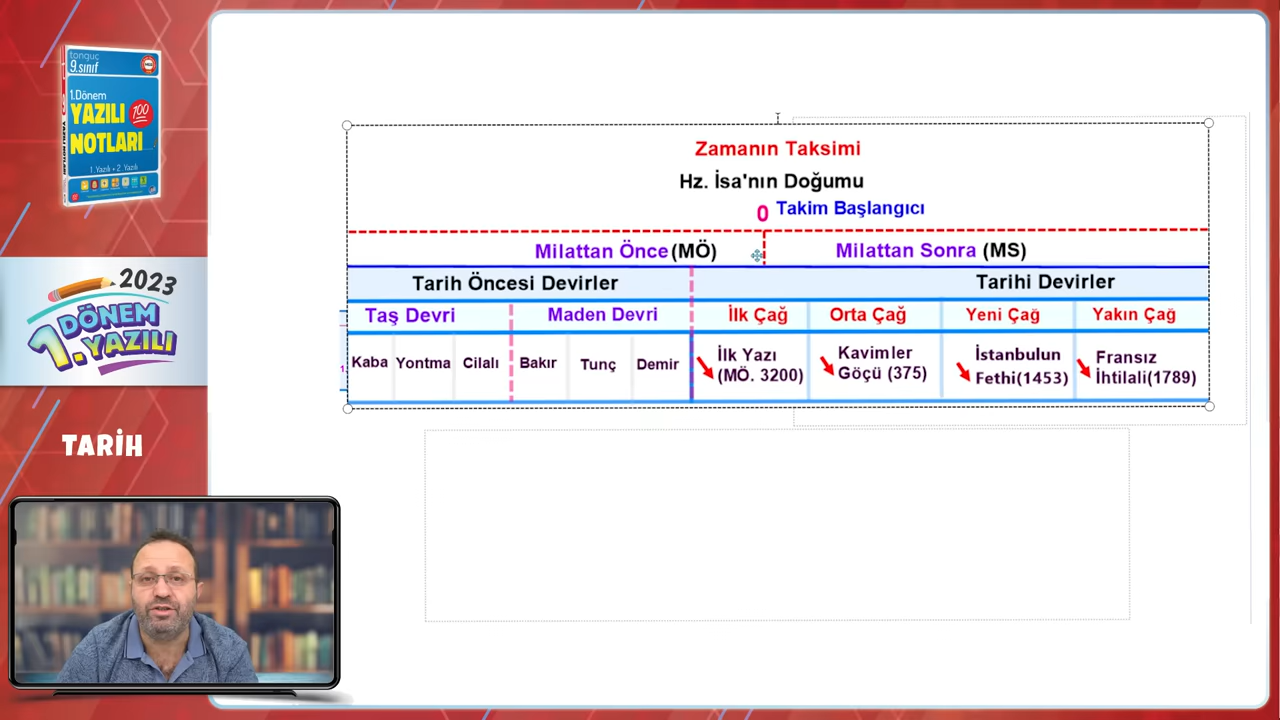 tonguç
9.sınıf
1.Dönem
YAZILI
100
NOTLARI
1.Yazılı • 2.Yazılı
YAZILI NOTLARI
2023
1. DÖNEM
YAZILI
TARİH
Zamanın Taksimi
Hz. İsa'nın Doğumu
0 Takim Başlangıcı
Milattan Önce (MÖ) Milattan Sonra (MS)
Tarih Öncesi Devirler Tarihi Devirler
Taş Devri Maden Devri İlk Çağ Orta Çağ Yeni Çağ Yakın Çağ
Kaba Yontma Cilalı Bakır Tunç Demir
İlk Yazı
(MÖ. 3200)
Kavimler
Göçü (375)
İstanbulun
Fethi(1453)
Fransız
İhtilali(1789)